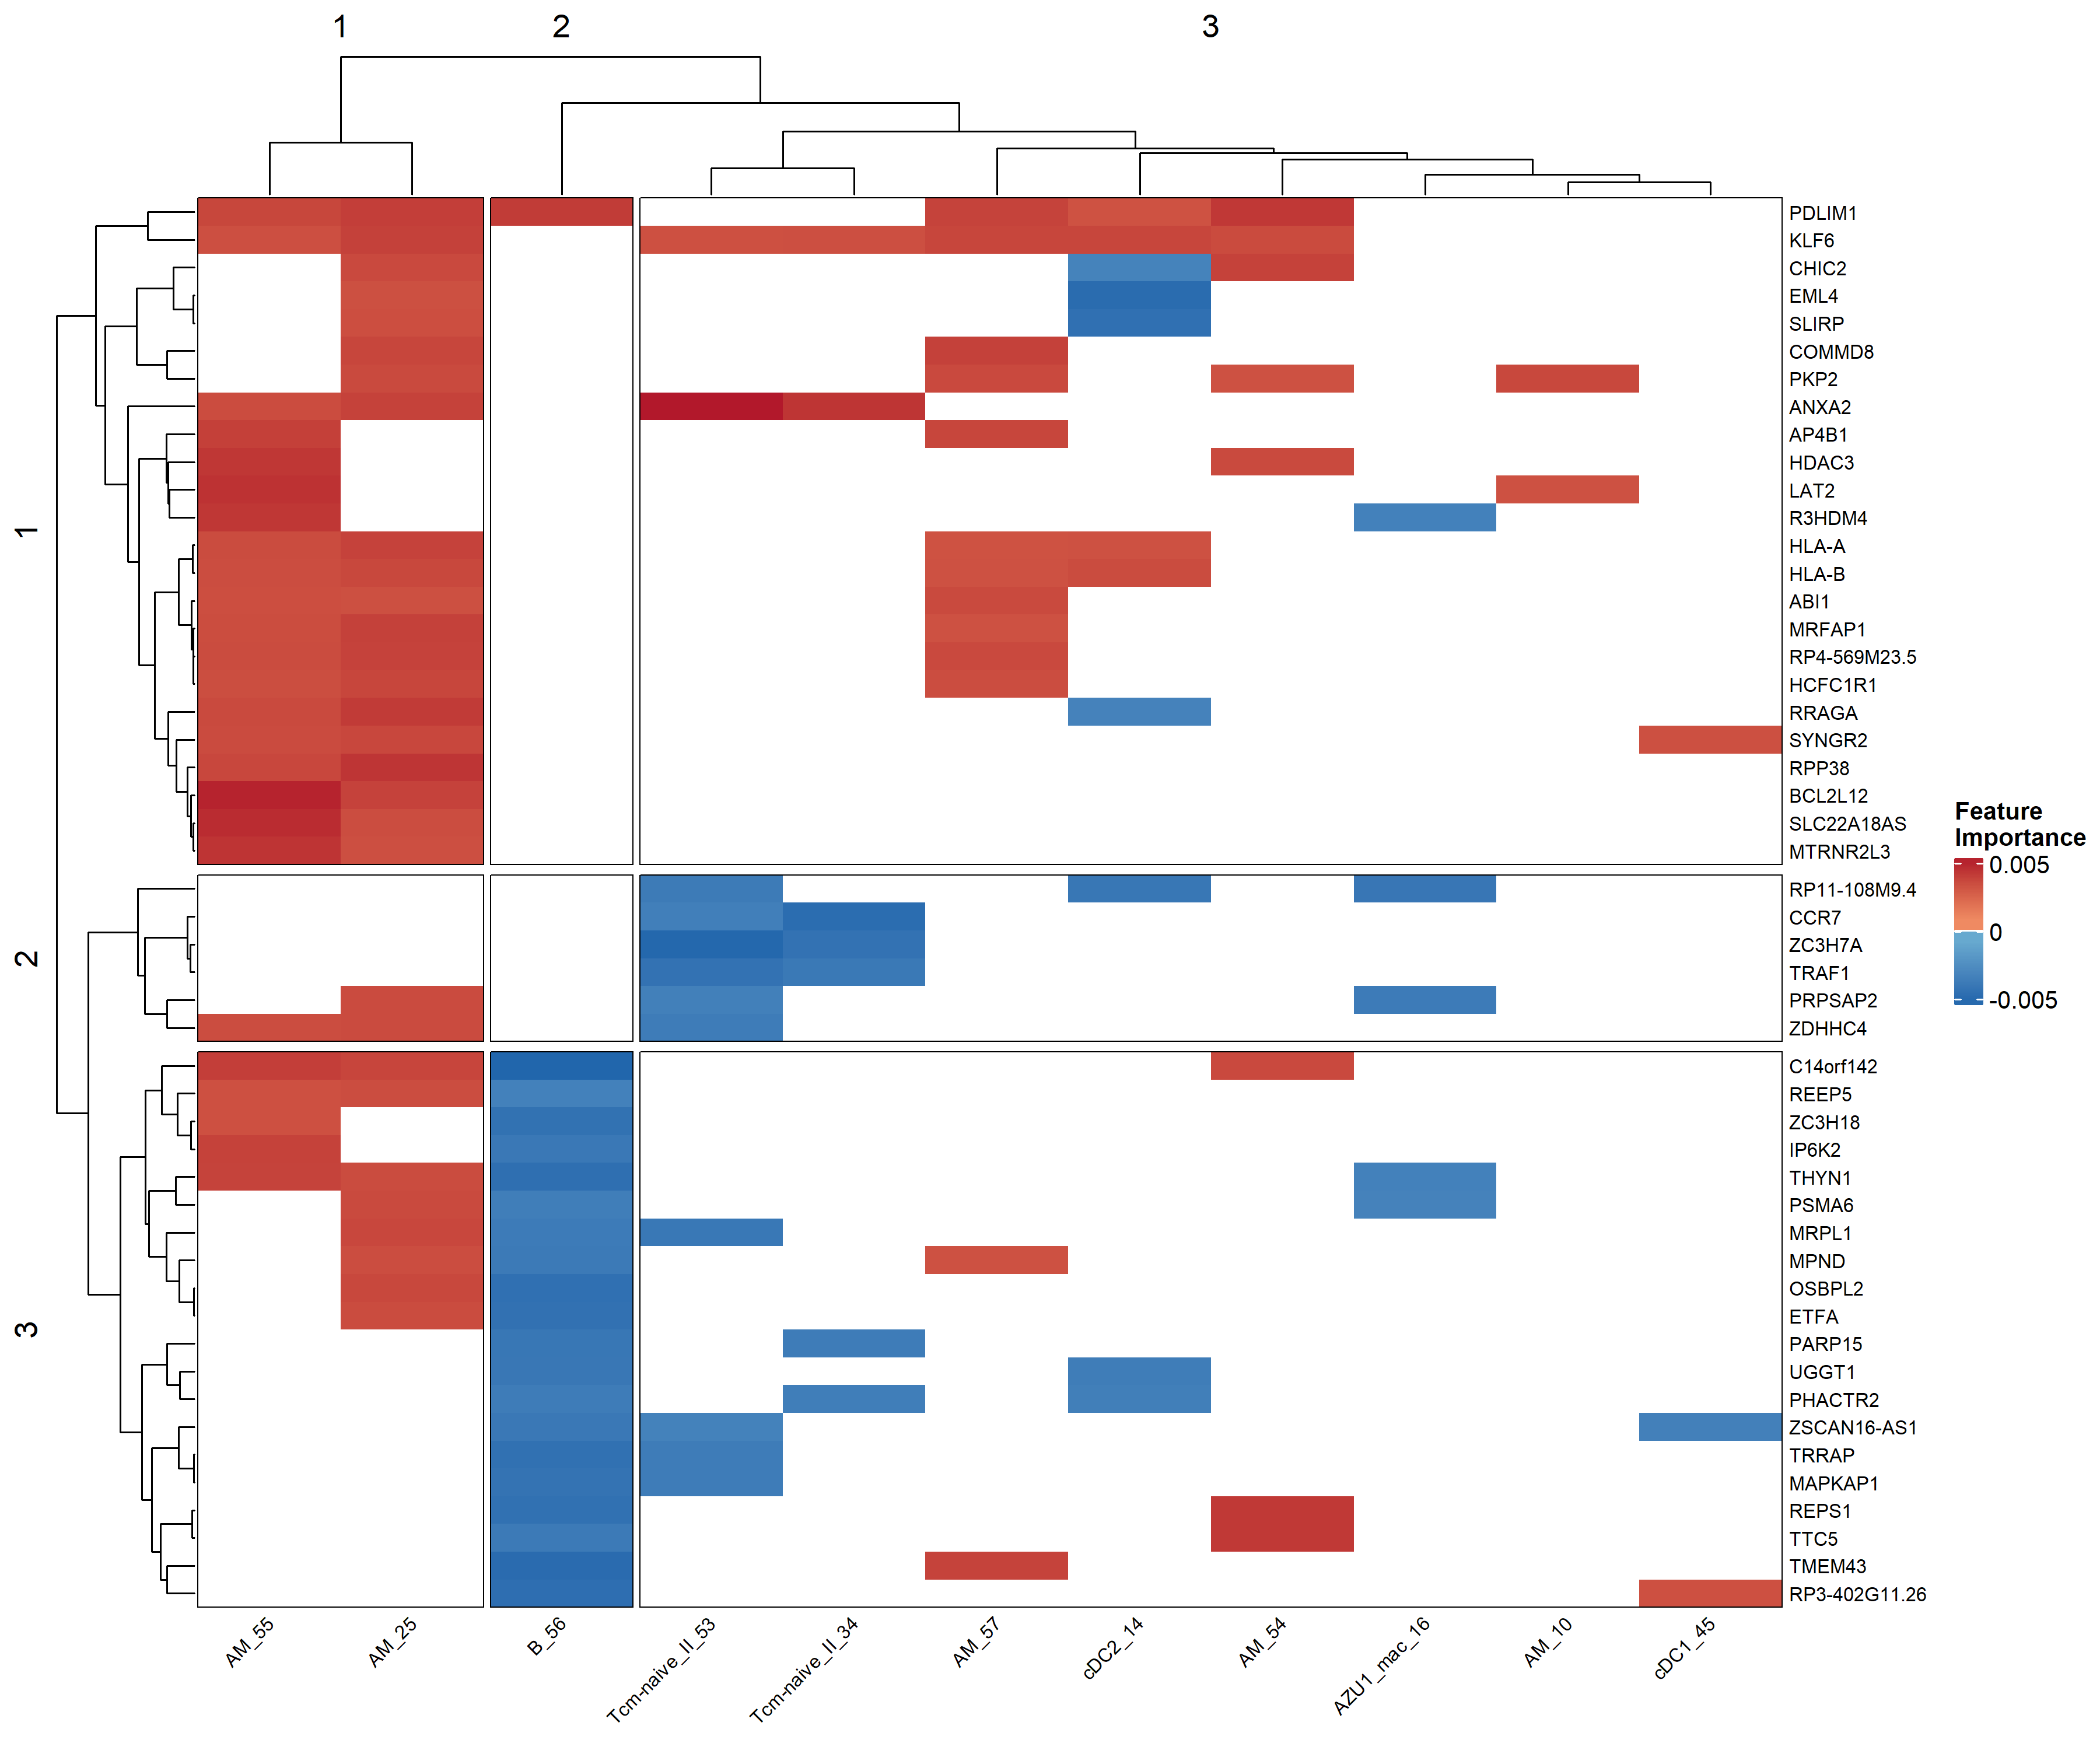 1
2
3
1
2
3
PDLIM1
KLF6
CHIC2
EML4
SLIRP
COMMD8
PKP2
ANXA2
AP4B1
HDAC3
LAT2
R3HDM4
HLA-A
HLA-B
ABI1
MRFAP1
RP4-569M23.5
HCFC1R1
RRAGA
SYNGR2
RPP38
BCL2L12
SLC22A18AS
MTRNR2L3
RP11-108M9.4
CCR7
ZC3H7A
TRAF1
PRPSAP2
ZDHHC4
C14orf142
REEP5
ZC3H18
IP6K2
THYN1
PSMA6
MRPL1
MPND
OSBPL2
ETFA
PARP15
UGGT1
PHACTR2
ZSCAN16-AS1
TRRAP
MAPKAP1
REPS1
TTC5
TMEM43
RP3-402G11.26
Feature
Importance
0.005
0
-0.005
AM_55
AM_25
B_56
Tcm-naive_II_53
Tcm-naive_II_34
AM_57
cDC2_14
AM_54
AZU1_mac_16
AM_10
cDC1_45